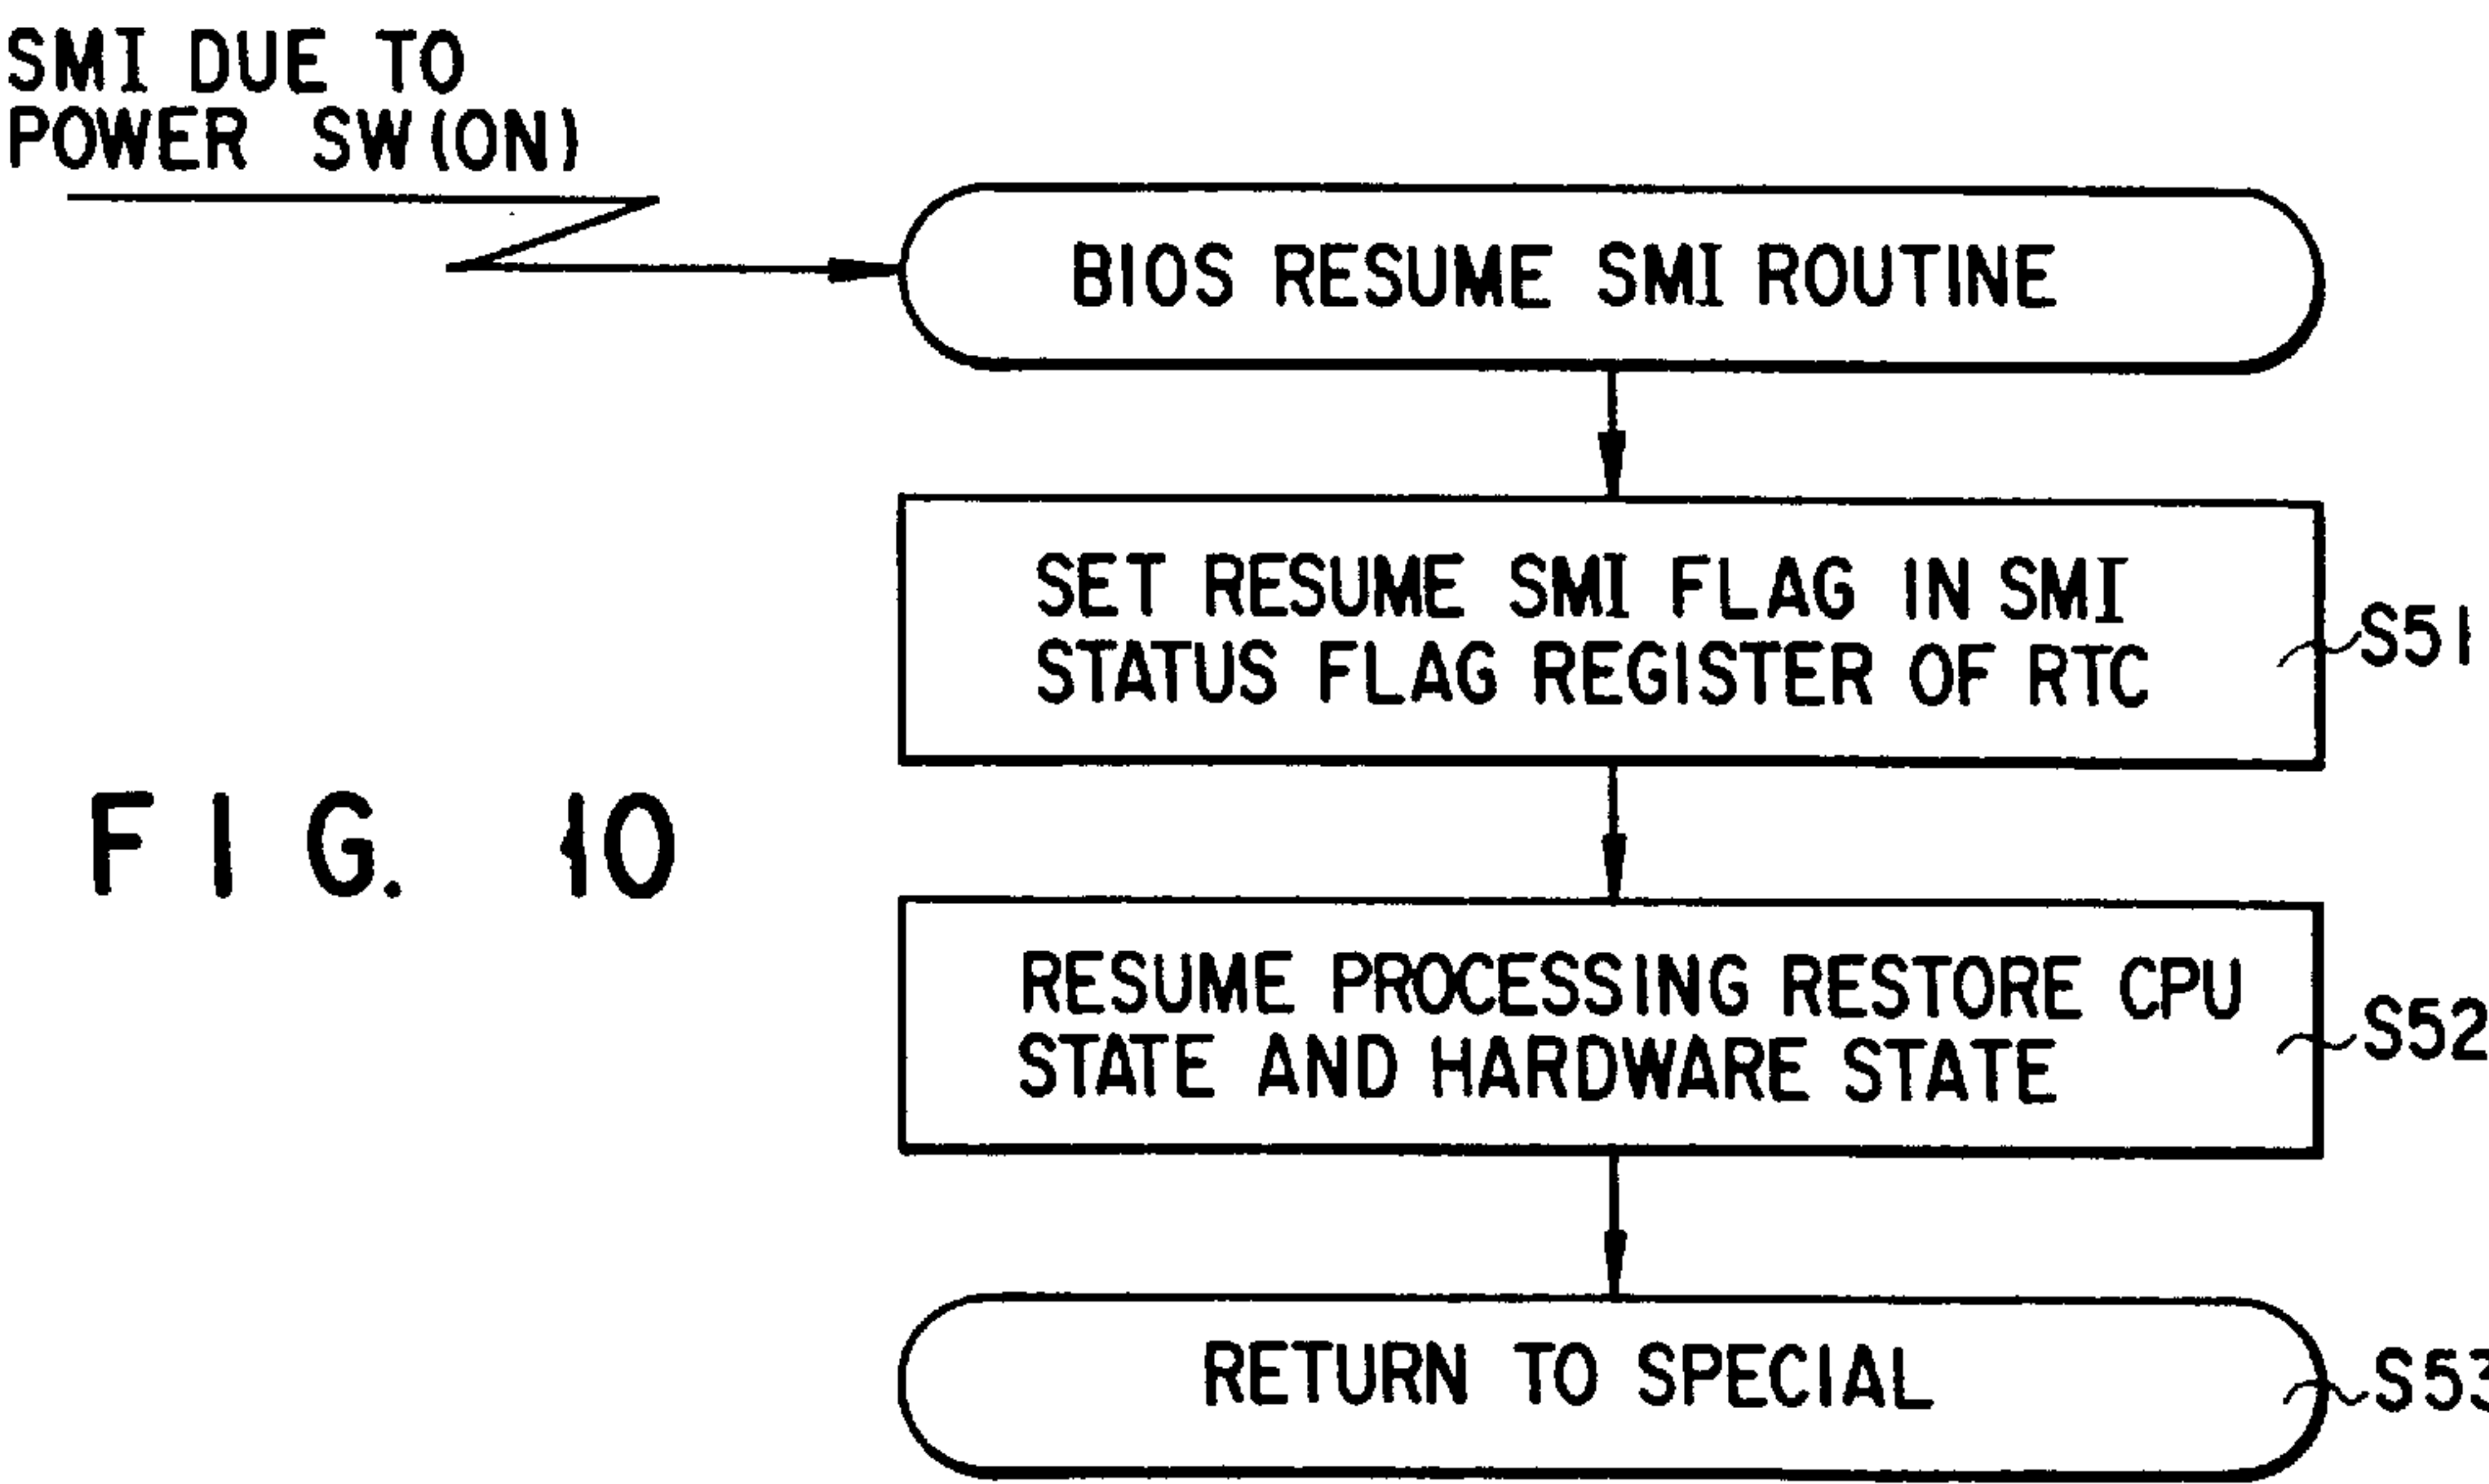 SMI DUE TO
POWER SW(ON)
BIOS RESUME SMI ROUTINE
SET RESUME SMI FLAG IN SMI
STATUS FLAG REGISTER OF RTC
S51
FIG. 10
RESUME PROCESSING RESTORE CPU
STATE AND HARDWARE STATE
S52
RETURN TO SPECIAL
S53